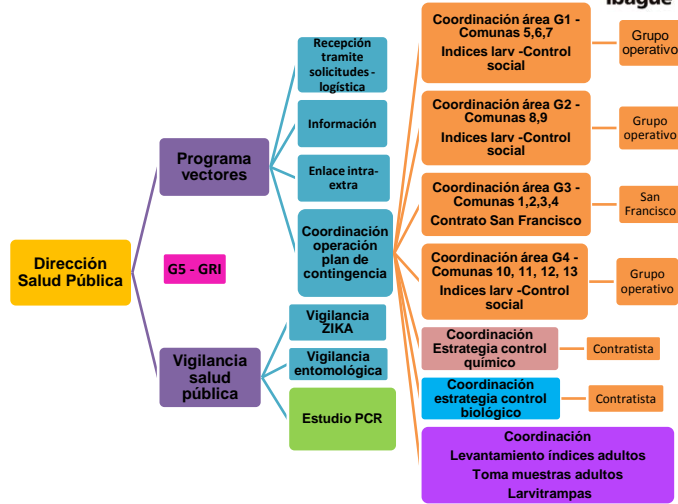 Ibagué
Coordinación área G1 -
Comunas 5,6,7
Indices larv -Control
social
Grupo
operativo
Recepción
tramite
solicitudes-
logística
Coordinación área G2 -
Comunas 8,9
Indices larv -Control
social
Grupo
operativo
Información
Programa
vectores
Enlace intra-
extra
Coordinación área G3 -
Comunas 1,2,3,4
Contrato San Francisco
San
Francisco
Coordinación
operación
plan de
contingencia
Dirección
Salud Pública
G5 - GRI
Coordinación área G4 -
Comunas 10, 11, 12, 13
Indices larv -Control
social
Grupo
operativo
Vigilancia
ZIKA
Coordinación
Estrategia control
químico
Contratista
Vigilancia
salud
pública
Vigilancia
entomológica
Coordinación
estrategia control
biológico
Contratista
Estudio PCR
Coordinación
Levantamiento índices adultos
Toma muestras adultos
Larvitrampas